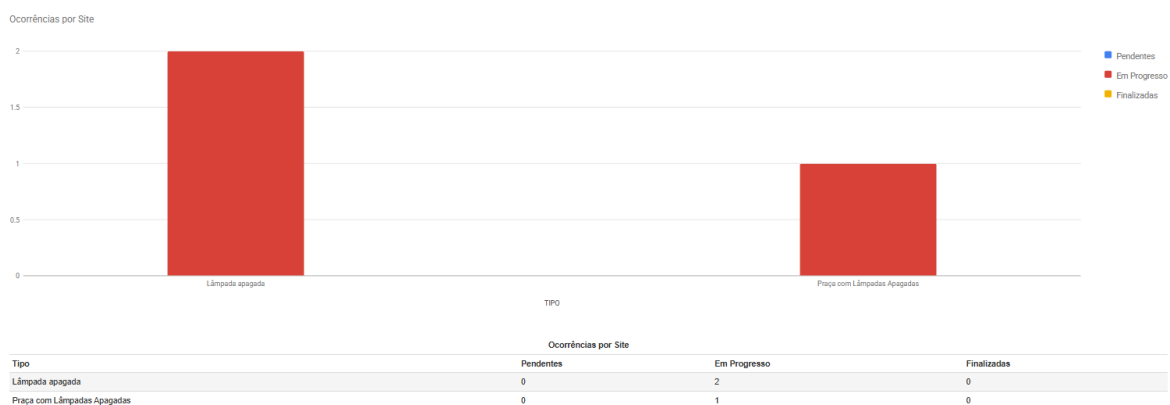 Ocorrências por Site
2
1.5
1
0.5
0
Lâmpada apagada Praça com Lâmpadas Apagadas
TIPO
Pendentes
Em Progresso
Finalizadas
Ocorrências por Site
Tipo Pendentes Em Progresso Finalizadas
Lâmpada apagada 0 2 0
Praça com Lâmpadas Apagadas 0 1 0